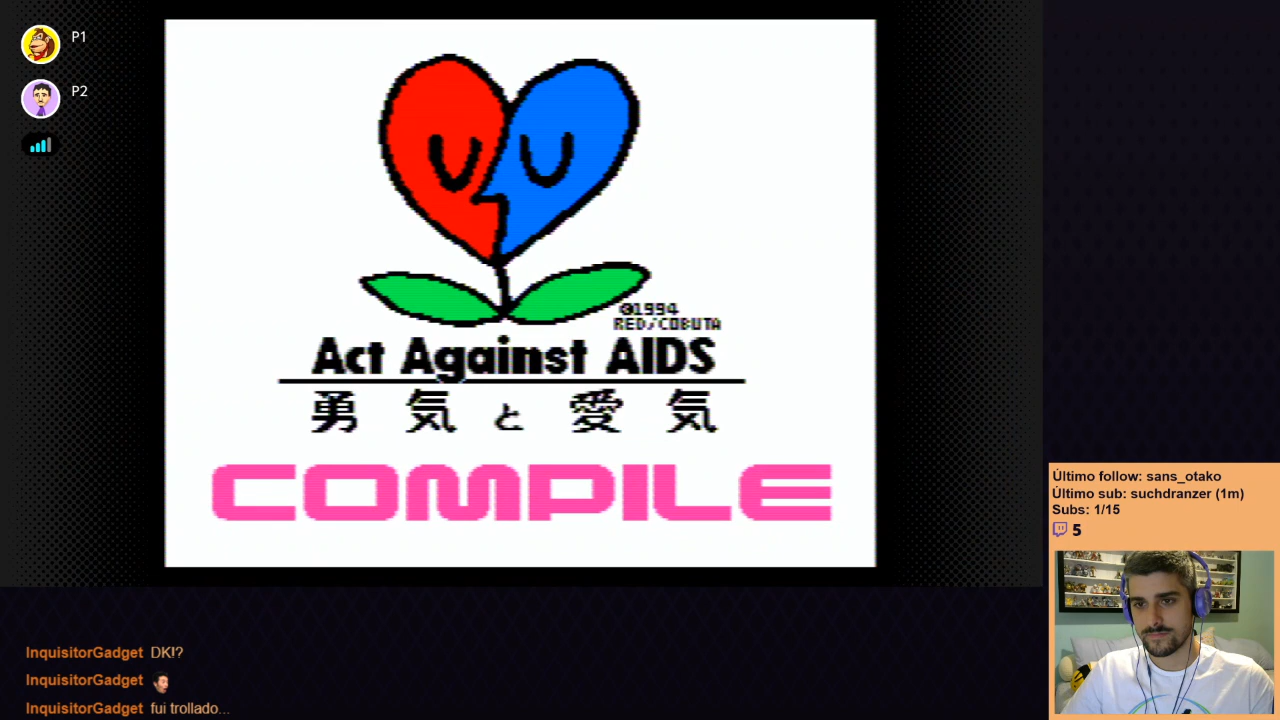 P1
P2
©1994
RED/COBUTA
Act Against AIDS
勇気と愛気
COMPILE
Último follow: sans_otako
Último sub: suchdranzer (1m)
Subs: 1/15
5
InquisitorGadget DK!?
InquisitorGadget
InquisitorGadget fui trollado...